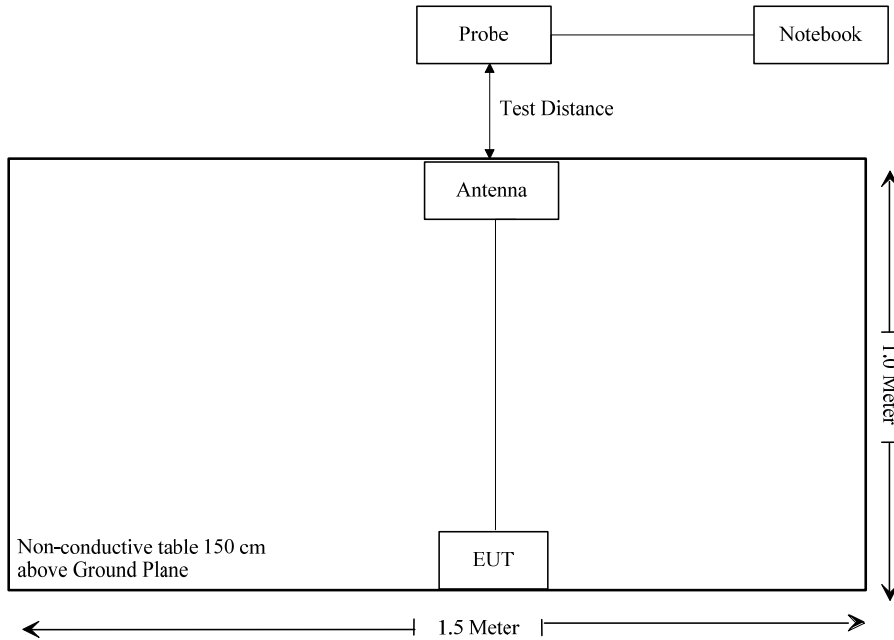 Probe
Notebook
Test Distance
Antenna
1.0 Meter
Non-conductive table 150 cm
above Ground Plane
EUT
1.5 Meter